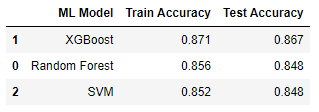 ML Model Train Accuracy Test Accuracy
1 XGBoost 0.871 0.867
0 Random Forest 0.856 0.848
2 SVM 0.852 0.848